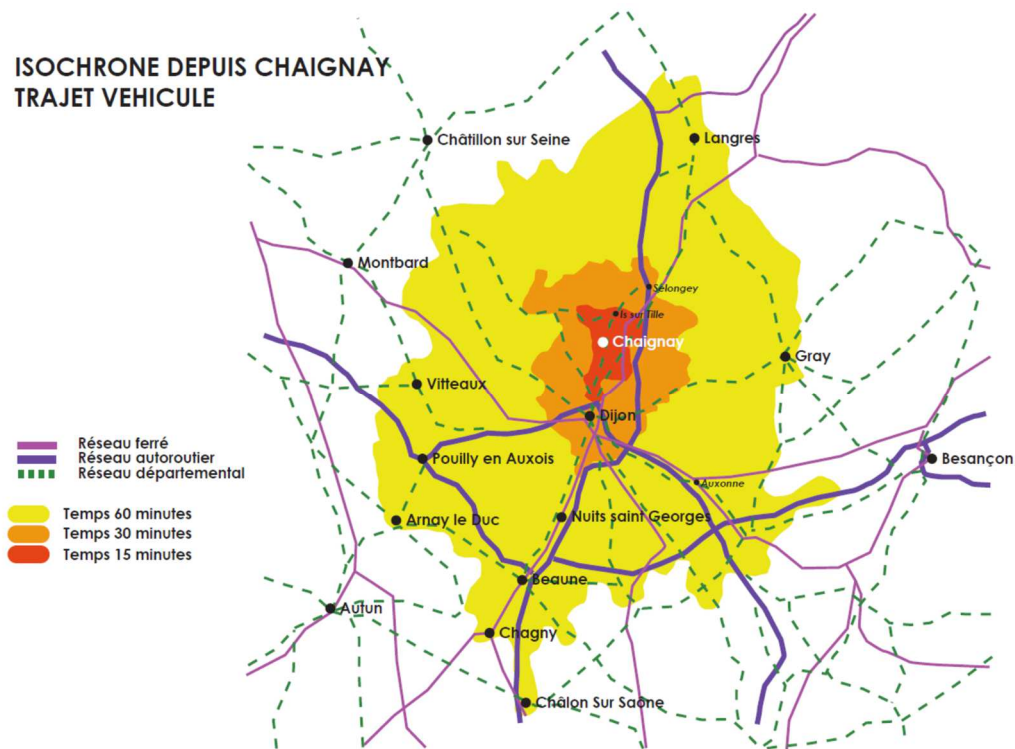 ISOCHRONE DEPUIS CHAIGNAY
TRAJET VEHICULE
Châtillon sur Seine
Langres
Montbard
Sélongey
Is sur Tille
Chaignay
Gray
Vitteaux
Dijon
Réseau ferré
Réseau autoroutier
Réseau départemental
Pouilly en Auxois
Besançon
Auxonne
Temps 60 minutes
Temps 30 minutes
Temps 15 minutes
Arnay le Duc
Nuits saint Georges
Beaune
Autun
Chagny
Châlon Sur Saône